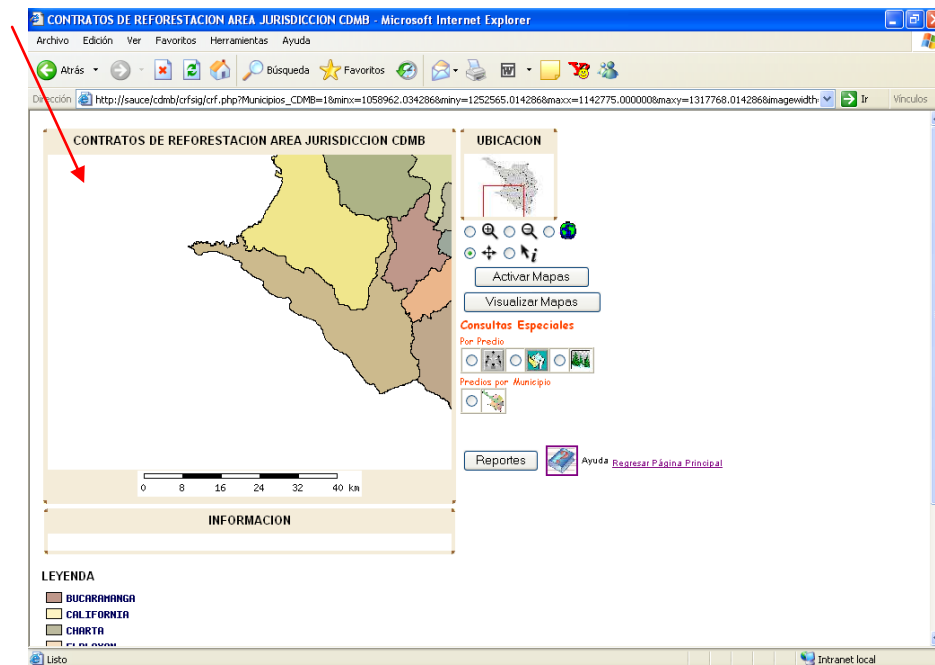 CONTRATOS DE REFORESTACION AREA JURISDICCION CDMB - Microsoft Internet Explorer
Archivo Edición Ver Favoritos Herramientas Ayuda
Atrás Búsqueda Favoritos
Dirección http://sauce/cdmb/crfsig/crf.php?Municipios_CDMB=1&minx=1058962.034286&miny=1252565.014286&maxx=1142775.000000&maxy=1317768.014286&imagewidth Ir Vínculos
CONTRATOS DE REFORESTACION AREA JURISDICCION CDMB
UBICACION
Activar Mapas
Visualizar Mapas
Consultas Especiales
Por Predio
Predios por Municipio
Reportes Ayuda Regresar Página Principal
0 8 16 24 32 40 km
INFORMACION
LEYENDA
BUCARAMANGA
CALIFORNIA
CHARTA
Listo Intranet local